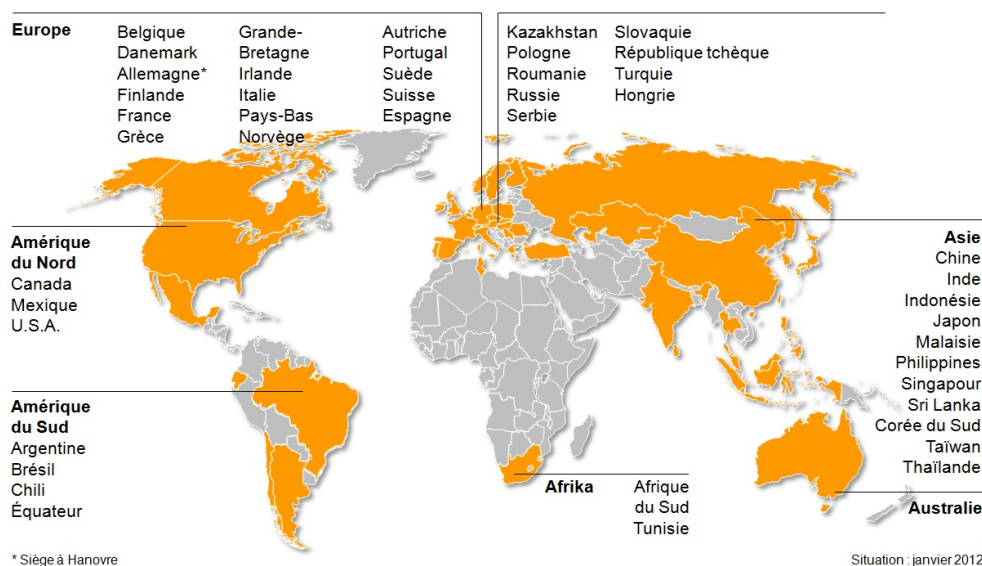 Europe
Belgique
Danemark
Allemagne*
Finlande
France
Grèce
Grande-
Bretagne
Irlande
Italie
Pays-Bas
Norvège
Autriche
Portugal
Suède
Suisse
Espagne
Kazakhstan
Pologne
Roumanie
Russie
Serbie
Slovaquie
République tchèque
Turquie
Hongrie
Amérique
du Nord
Canada
Mexique
U.S.A.
Amérique
du Sud
Argentine
Brésil
Chili
Équateur
Afrika
Afrique
du Sud
Tunisie
Asie
Chine
Inde
Indonésie
Japon
Malaisie
Philippines
Singapour
Sri Lanka
Corée du Sud
Taïwan
Thaïlande
Australie
* Siège à Hanovre
Situation : janvier 2012